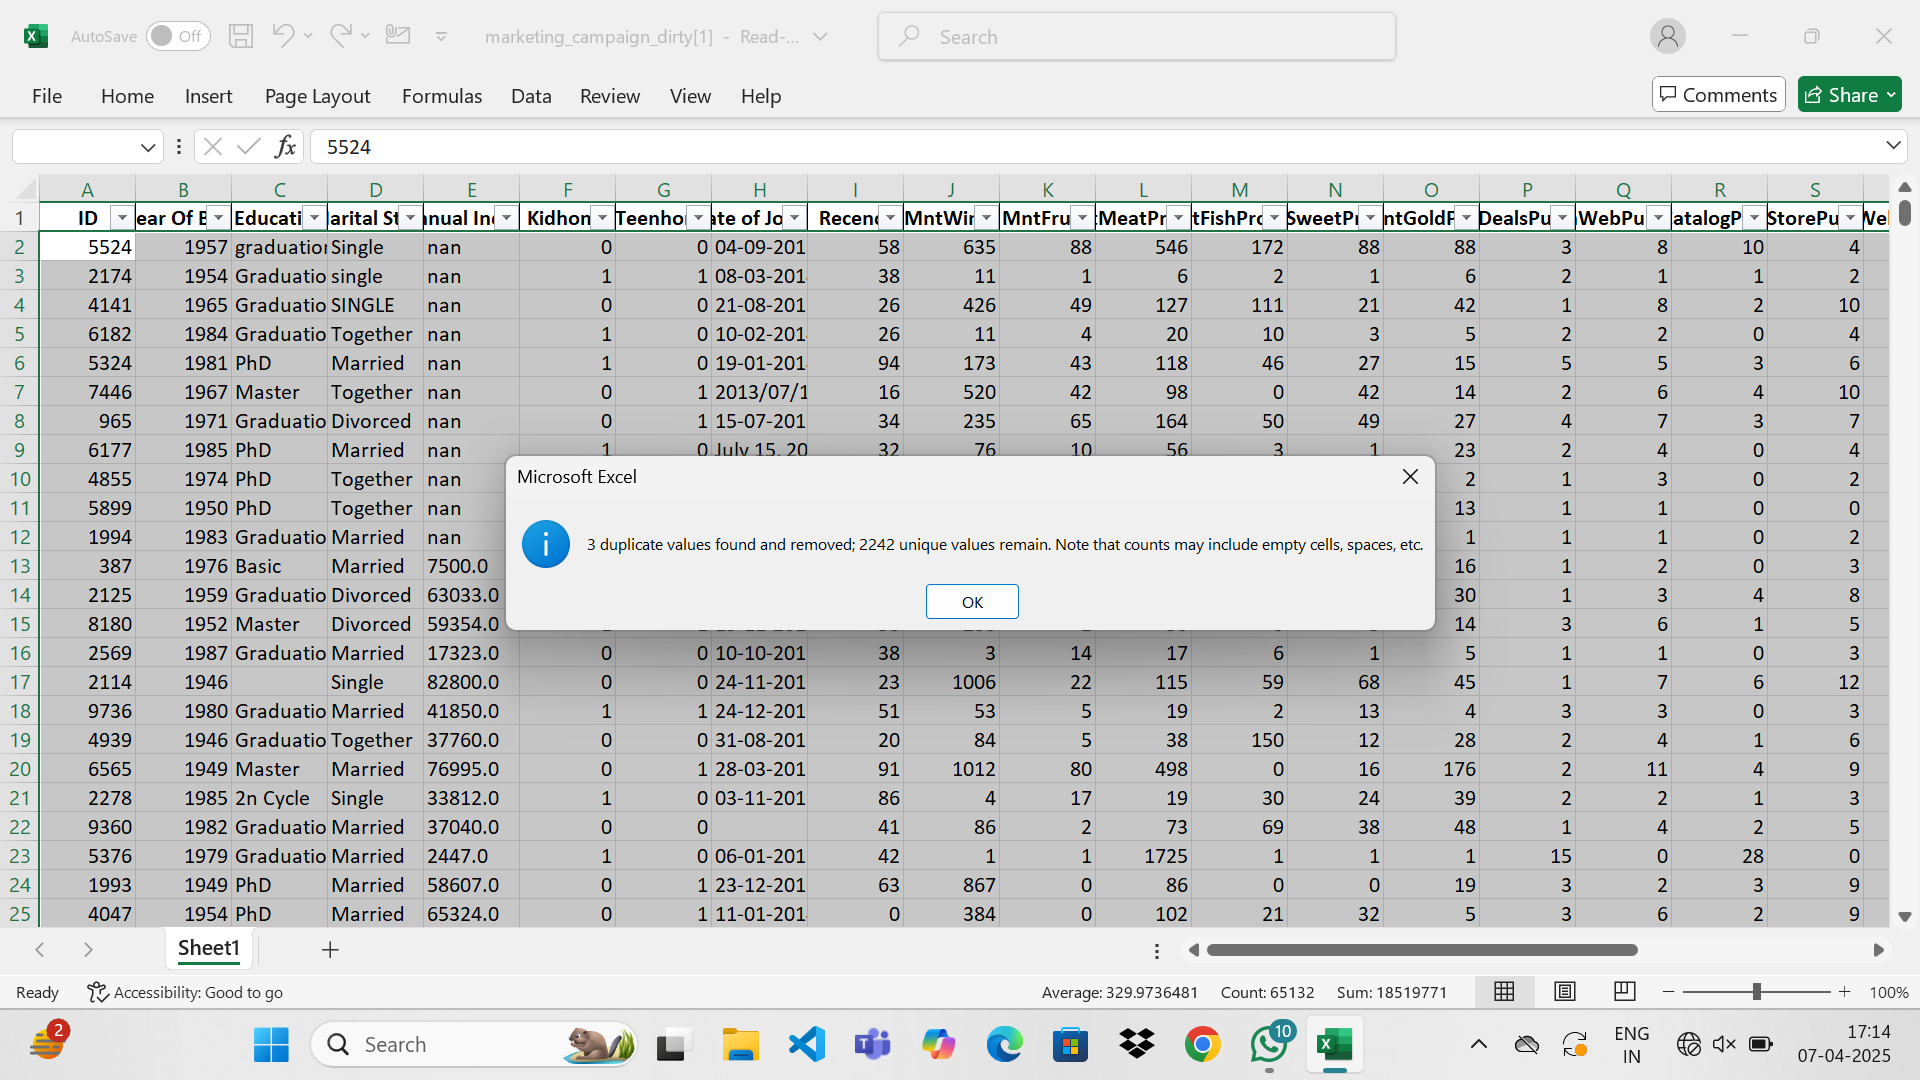 AutoSave Off marketing_campaign_dirty[1] - Read-... Search
File Home Insert Page Layout Formulas Data Review View Help Comments Share
fx 5524
A B C D E F G H I J K L M N O P Q R S
1 ID ear Of B Educati arital St nnual Inc Kidhon Teenho ate of Jo Recend MntWin MntFru MeatPr tFishPro SweetPr ntGoldP DealsPu WebPu atalogP StorePu Wel
2 5524 1957 graduation Single nan 0 0 04-09-201 58 635 88 546 172 88 88 3 8 10 4
3 2174 1954 Graduatio single nan 1 1 08-03-201 38 11 1 6 2 1 6 2 1 1 2
4 4141 1965 Graduatio SINGLE nan 0 0 21-08-201 26 426 49 127 111 21 42 1 8 2 10
5 6182 1984 Graduatio Together nan 1 0 10-02-201 26 11 4 20 10 3 5 2 2 0 4
6 5324 1981 PhD Married nan 1 0 19-01-201 94 173 43 118 46 27 15 5 5 3 6
7 7446 1967 Master Together nan 0 1 2013/07/1 16 520 42 98 0 42 14 2 6 4 10
8 965 1971 Graduatio Divorced nan 0 1 15-07-201 34 235 65 164 50 49 27 4 7 3 7
9 6177 1985 PhD Married nan 1 0 July 15, 20 32 76 10 56 3 1 23 2 4 0 4
10 4855 1974 PhD Together nan 2 1 3 0 2
11 5899 1950 PhD Together nan 13 1 1 0 0
12 1994 1983 Graduatio Married nan 1 1 1 0 2
13 387 1976 Basic Married 7500.0 16 1 2 0 3
14 2125 1959 Graduatio Divorced 63033.0 30 1 3 4 8
15 8180 1952 Master Divorced 59354.0 14 3 6 1 5
16 2569 1987 Graduatio Married 17323.0 0 0 10-10-201 38 3 14 17 6 1 5 1 1 0 3
17 2114 1946 Single 82800.0 0 0 24-11-201 23 1006 22 115 59 68 45 1 7 6 12
18 9736 1980 Graduatio Married 41850.0 1 1 24-12-201 51 53 5 19 2 13 4 3 3 0 3
19 4939 1946 Graduatio Together 37760.0 0 0 31-08-201 20 84 5 38 150 12 28 2 4 1 6
20 6565 1949 Master Married 76995.0 0 1 28-03-201 91 1012 80 498 0 16 176 2 11 4 9
21 2278 1985 2n Cycle Single 33812.0 1 0 03-11-201 86 4 17 19 30 24 39 2 2 1 3
22 9360 1982 Graduatio Married 37040.0 0 0 41 86 2 73 69 38 48 1 4 2 5
23 5376 1979 Graduatio Married 2447.0 1 0 06-01-201 42 1 1 1725 1 1 1 15 0 28 0
24 1993 1949 PhD Married 58607.0 0 1 23-12-201 63 867 0 86 0 0 19 3 2 3 9
25 4047 1954 PhD Married 65324.0 0 1 11-01-201 0 384 0 102 21 32 5 3 6 2 9
Microsoft Excel
3 duplicate values found and removed; 2242 unique values remain. Note that counts may include empty cells, spaces, etc.
OK
Sheet1
Ready Accessibility: Good to go Average: 329.9736481 Count: 65132 Sum: 18519771 100%
2 Search 10 ENG 17:14
IN 07-04-2025